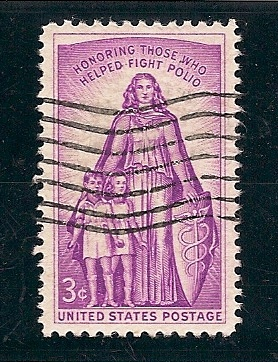 HONORING THOSE WHO
HELPED FIGHT POLIO
3¢
UNITED STATES POSTAGE